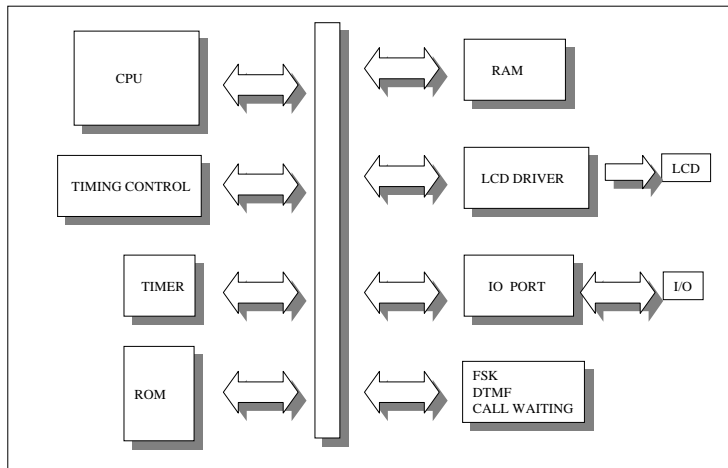 CPU
RAM
TIMING CONTROL
LCD DRIVER
LCD
TIMER
IO PORT
I/O
ROM
FSK
DTMF
CALL WAITING